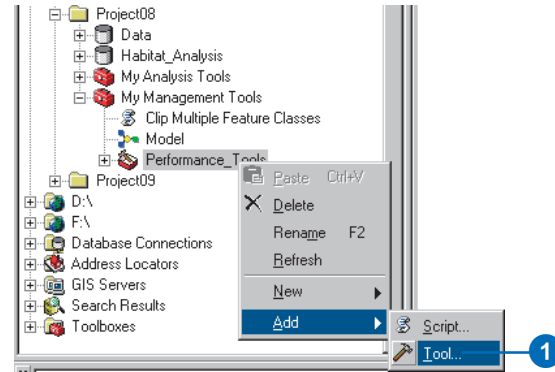 Project08
Data
Habitat_Analysis
My Analysis Tools
My Management Tools
Clip Multiple Feature Classes
Model
Performance_Tools
Project09
D:\
F:\
Database Connections
Address Locators
GIS Servers
Search Results
Toolboxes
Paste Ctrl+V
Delete
Rename F2
Refresh
New
Add
Script...
Tool...
1